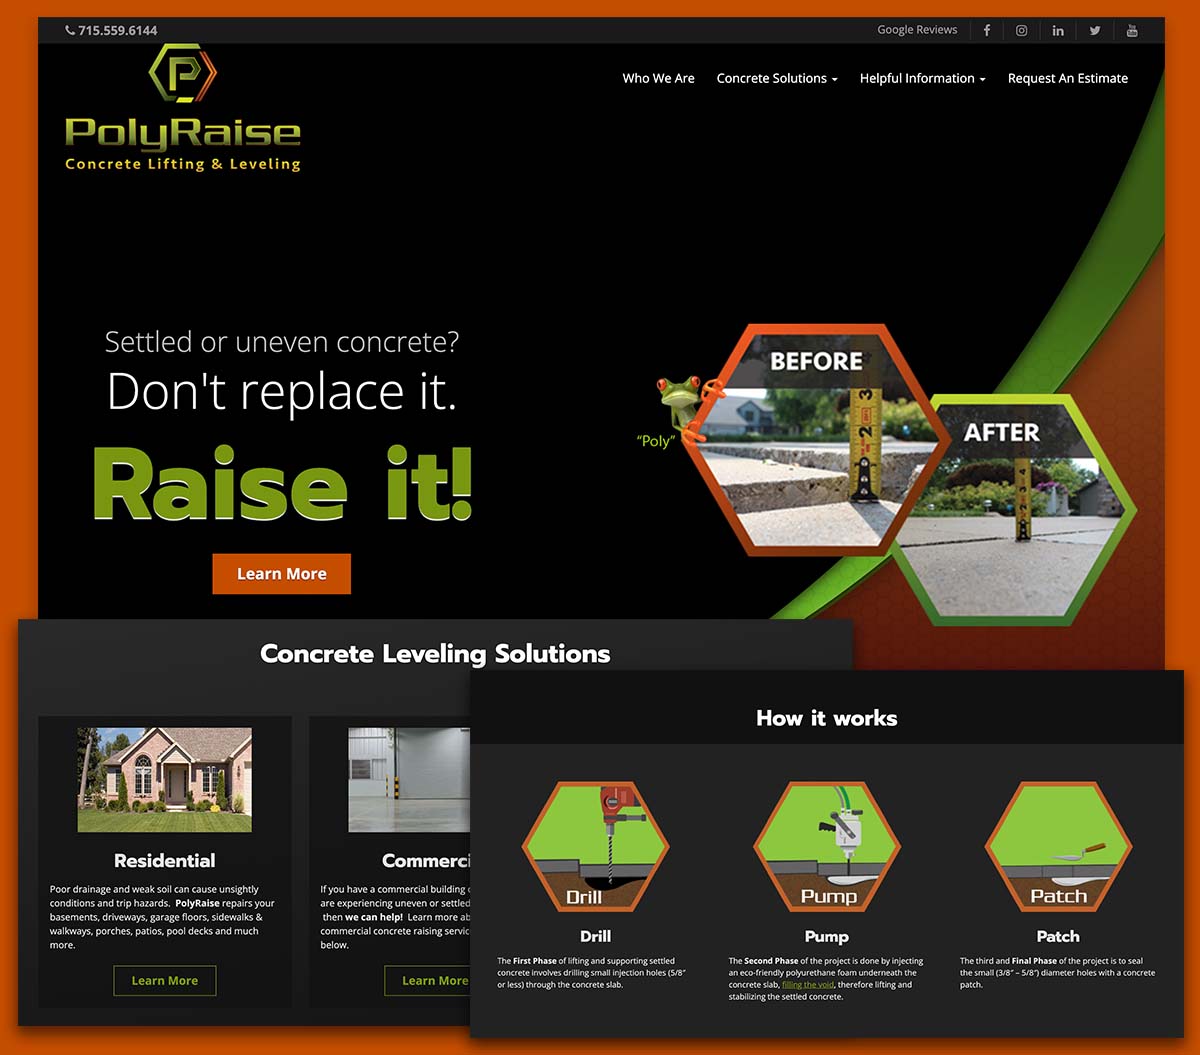 715.559.6144
Google Reviews
Who We Are
Concrete Solutions
Helpful Information
Request An Estimate
P
PolyRaise
Concrete Lifting & Leveling
Settled or uneven concrete?
Don't replace it.
Raise it!
Learn More
BEFORE
"Poly"
3
2
AFTER
Concrete Leveling Solutions
Residential
Poor drainage and weak soil can cause unsightly
conditions and trip hazards. PolyRaise repairs your
basements, driveways, garage floors, sidewalks &
walkways, porches, patios, pool decks and much
more.
Learn More
Commerci
If you have a commercial building
are experiencing uneven or settled
then we can help! Learn more ab
commercial concrete raising servic
below.
Learn More
How it works
Drill
Drill
The First Phase of lifting and supporting settled
concrete involves drilling small injection holes (5/8″
or less) through the concrete slab.
Pump
Pump
The Second Phase of the project is done by injecting
an eco-friendly polyurethane foam underneath the
concrete slab, filling the void, therefore lifting and
stabilizing the settled concrete.
Patch
Patch
The third and Final Phase of the project is to seal
the small (3/8″ – 5/8″) diameter holes with a concrete
patch.